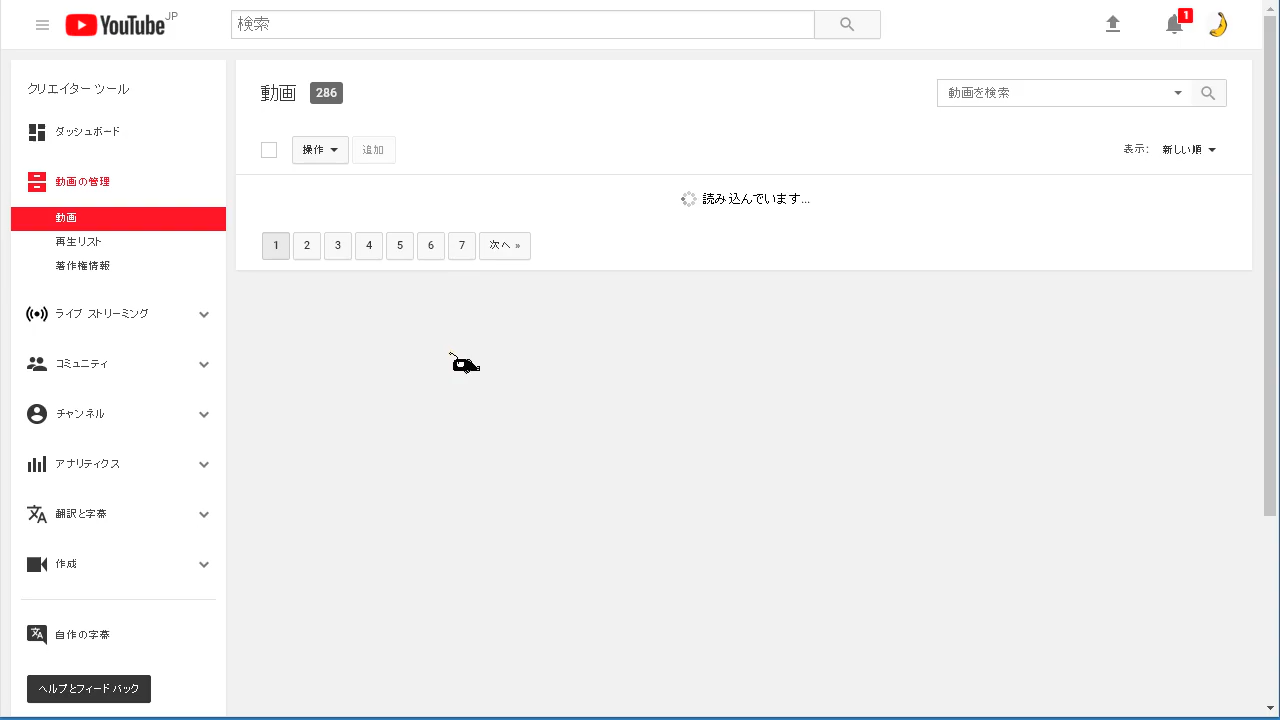 YouTube JP
検索
1
クリエイター ツール
ダッシュボード
動画の管理
動画
再生リスト
著作権情報
ライブ ストリーミング
コミュニティ
チャンネル
アナリティクス
翻訳と字幕
作成
自作の字幕
ヘルプとフィードバック
動画 286
動画を検索
操作 追加
表示: 新しい順
読み込んでいます...
1 2 3 4 5 6 7 次へ »